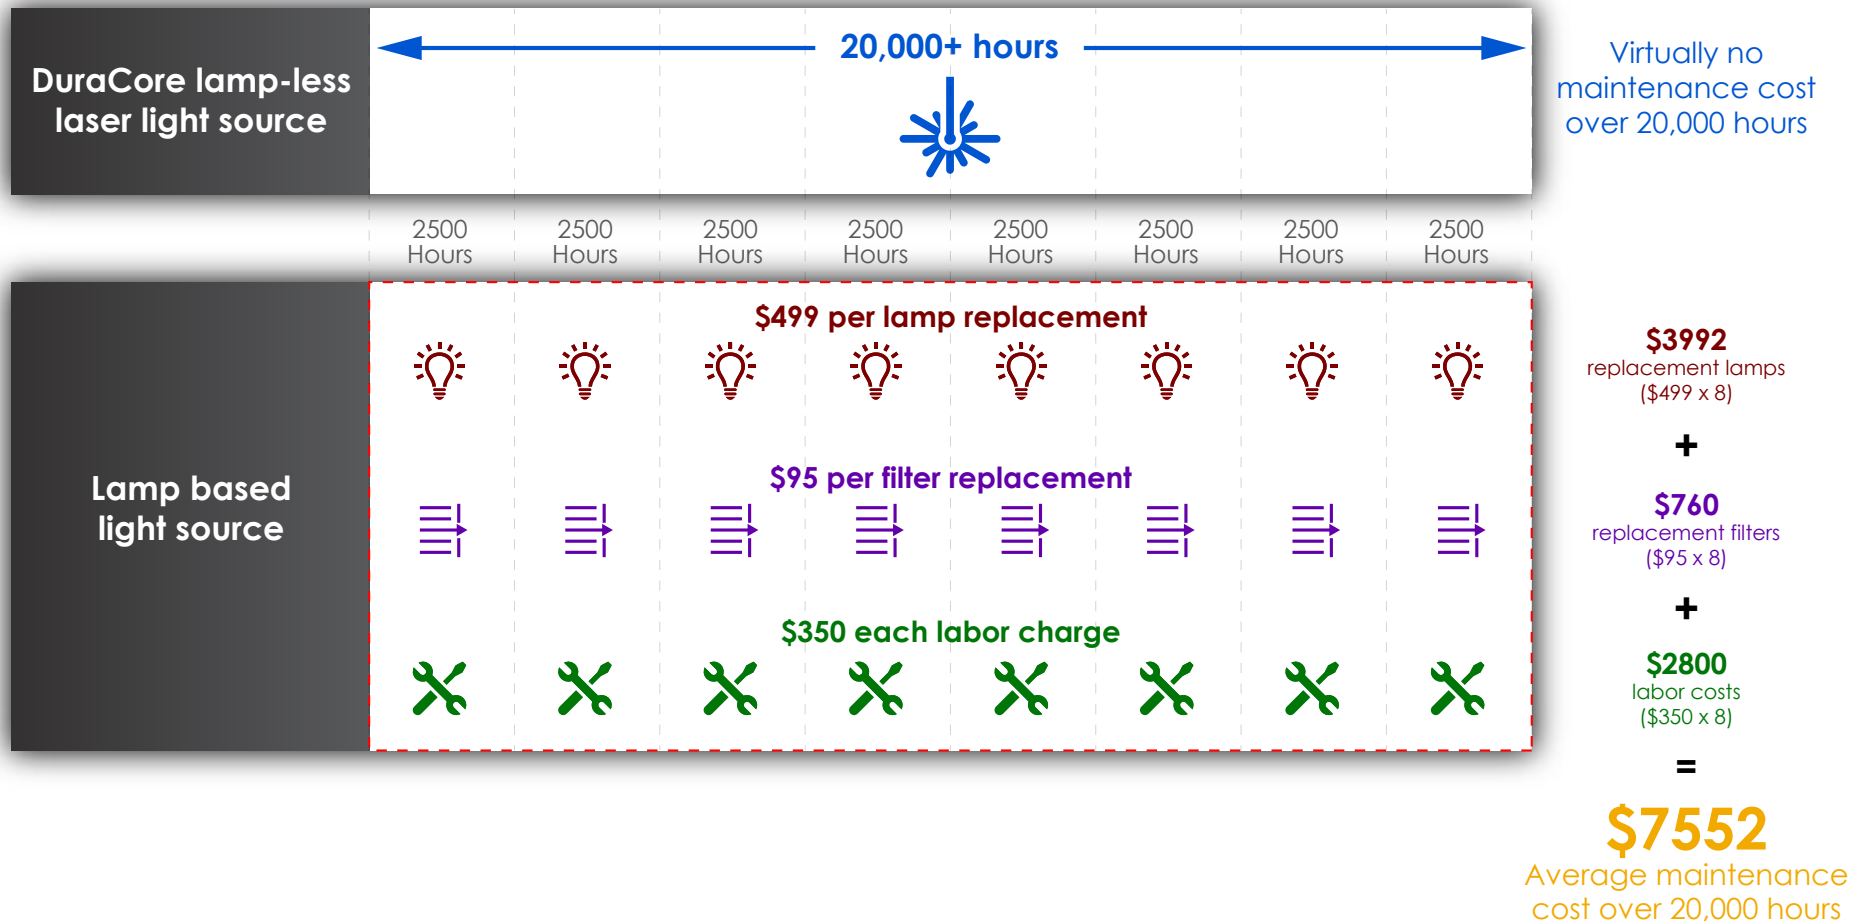 DuraCore lamp-less
laser light source
20,000+ hours
Virtually no
maintenance cost
over 20,000 hours
2500
Hours
2500
Hours
2500
Hours
2500
Hours
2500
Hours
2500
Hours
2500
Hours
2500
Hours
Lamp based
light source
$499 per lamp replacement
$95 per filter replacement
$350 each labor charge
$3992
replacement lamps
($499 x 8)
+
$760
replacement filters
($95 x 8)
+
$2800
labor costs
($350 x 8)
=
$7552
Average maintenance
cost over 20,000 hours